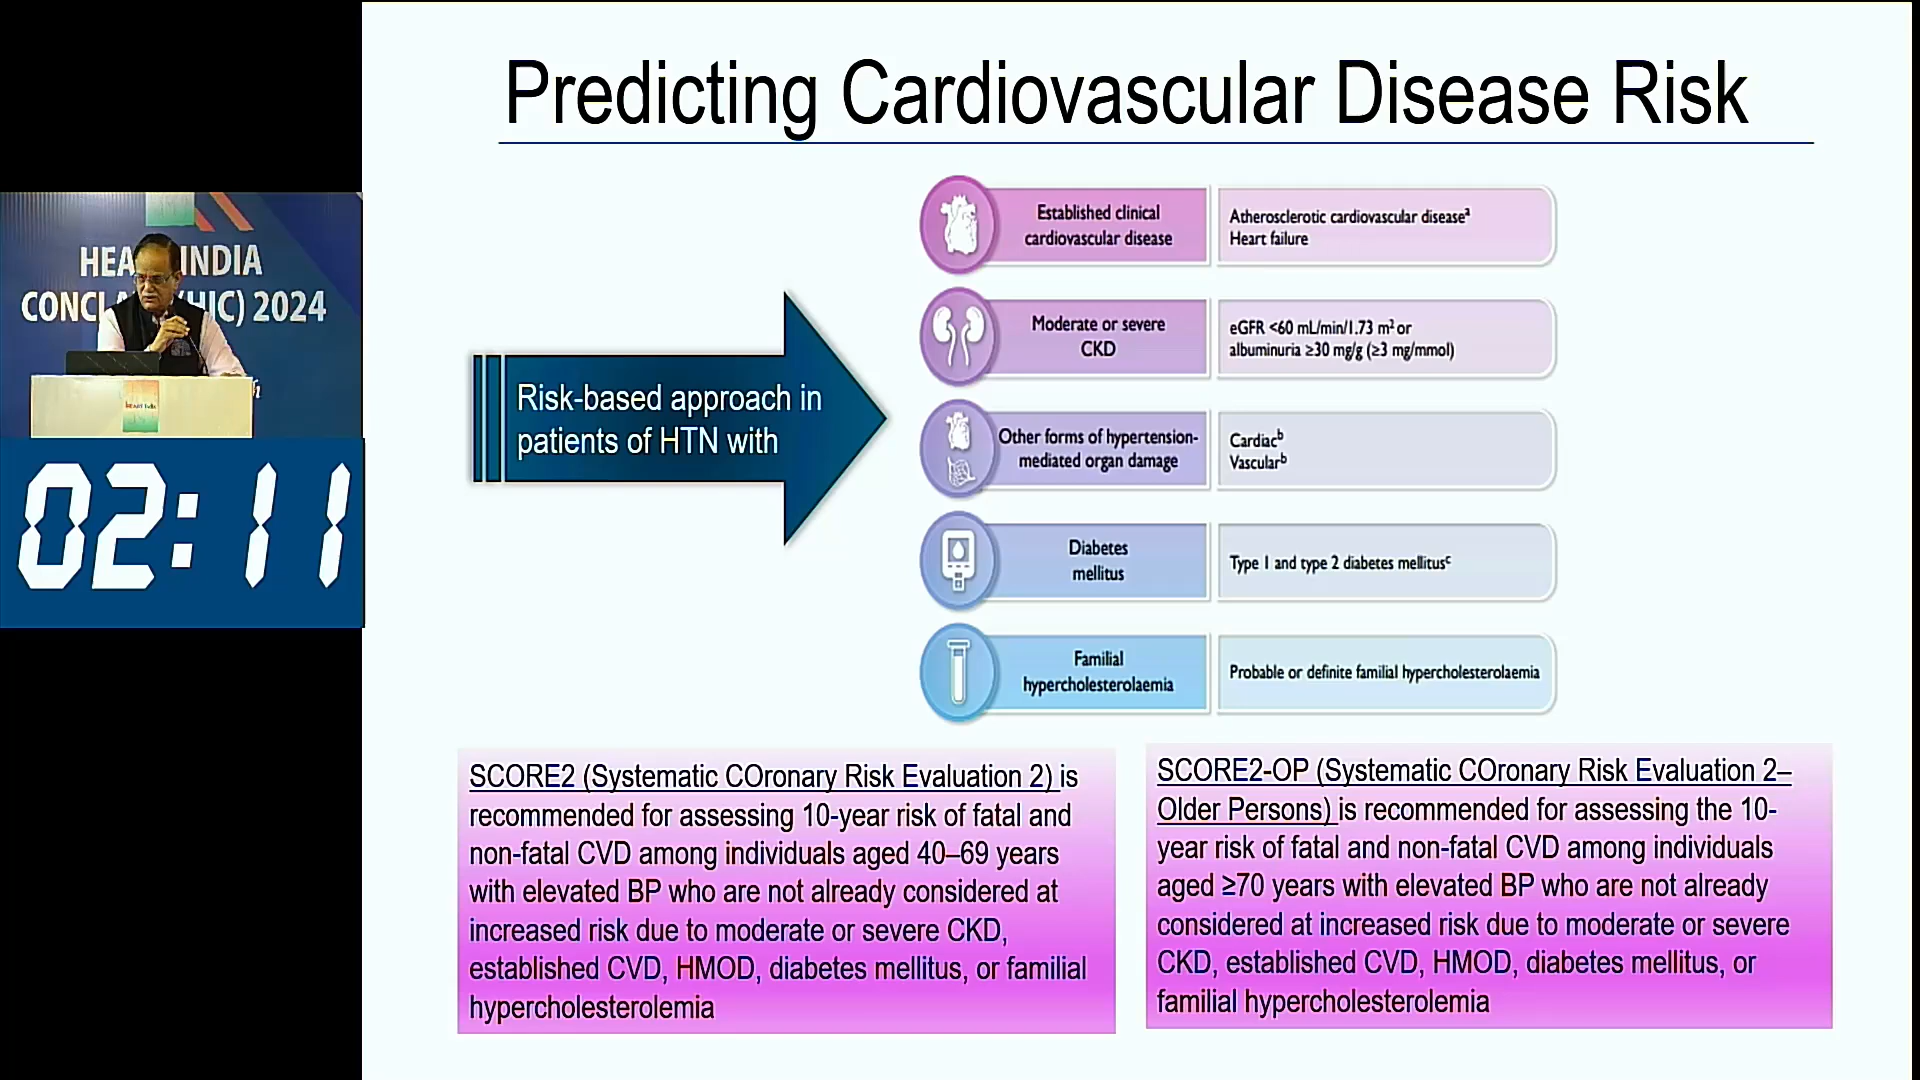 Predicting Cardiovascular Disease Risk
HEA INDIA
CONCL (HIC) 2024
HEART India
02:11
Risk-based approach in
patients of HTN with
Established clinical
cardiovascular disease
Atherosclerotic cardiovascular diseaseᵃ
Heart failure
Moderate or severe
CKD
eGFR <60 mL/min/1.73 m² or
albuminuria ≥30 mg/g (≥3 mg/mmol)
Other forms of hypertension-
mediated organ damage
Cardiacᵇ
Vascularᵇ
Diabetes
mellitus
Type 1 and type 2 diabetes mellitusᶜ
Familial
hypercholesterolaemia
Probable or definite familial hypercholesterolaemia
SCORE2 (Systematic COronary Risk Evaluation 2) is
recommended for assessing 10-year risk of fatal and
non-fatal CVD among individuals aged 40–69 years
with elevated BP who are not already considered at
increased risk due to moderate or severe CKD,
established CVD, HMOD, diabetes mellitus, or familial
hypercholesterolemia
SCORE2-OP (Systematic COronary Risk Evaluation 2–
Older Persons) is recommended for assessing the 10-
year risk of fatal and non-fatal CVD among individuals
aged ≥70 years with elevated BP who are not already
considered at increased risk due to moderate or severe
CKD, established CVD, HMOD, diabetes mellitus, or
familial hypercholesterolemia